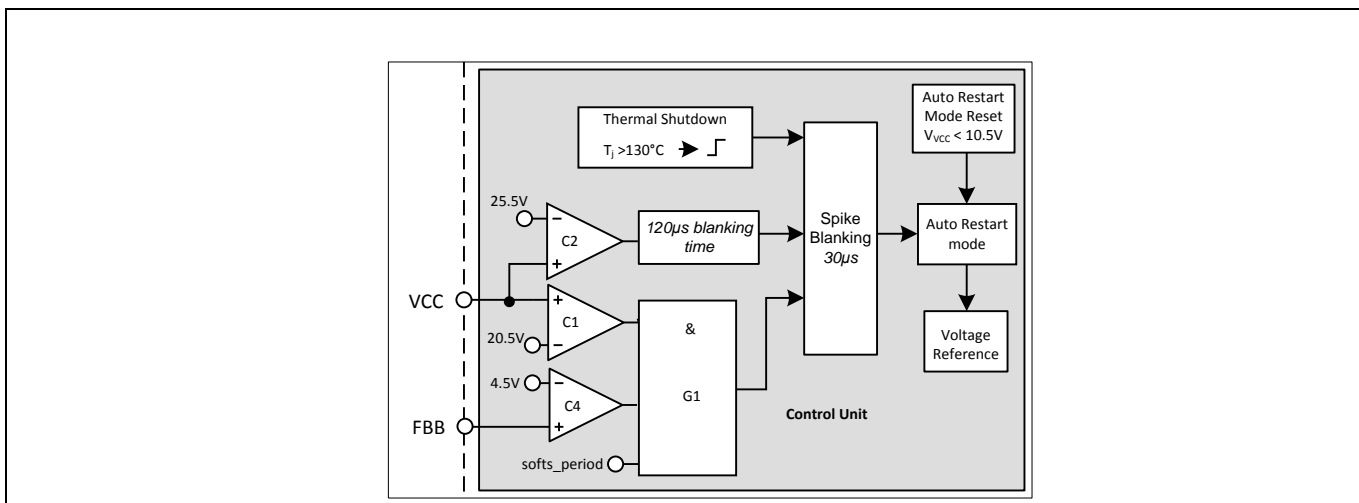 Thermal Shutdown
Tj >130°C
Auto Restart
Mode Reset
VVCC < 10.5V
25.5V
C2
120µs blanking
time
Spike
Blanking
30µs
Auto Restart
mode
VCC
C1
20.5V
&
G1
Voltage
Reference
4.5V
C4
FBB
Control Unit
softs_period
-
+
+
-
-
+